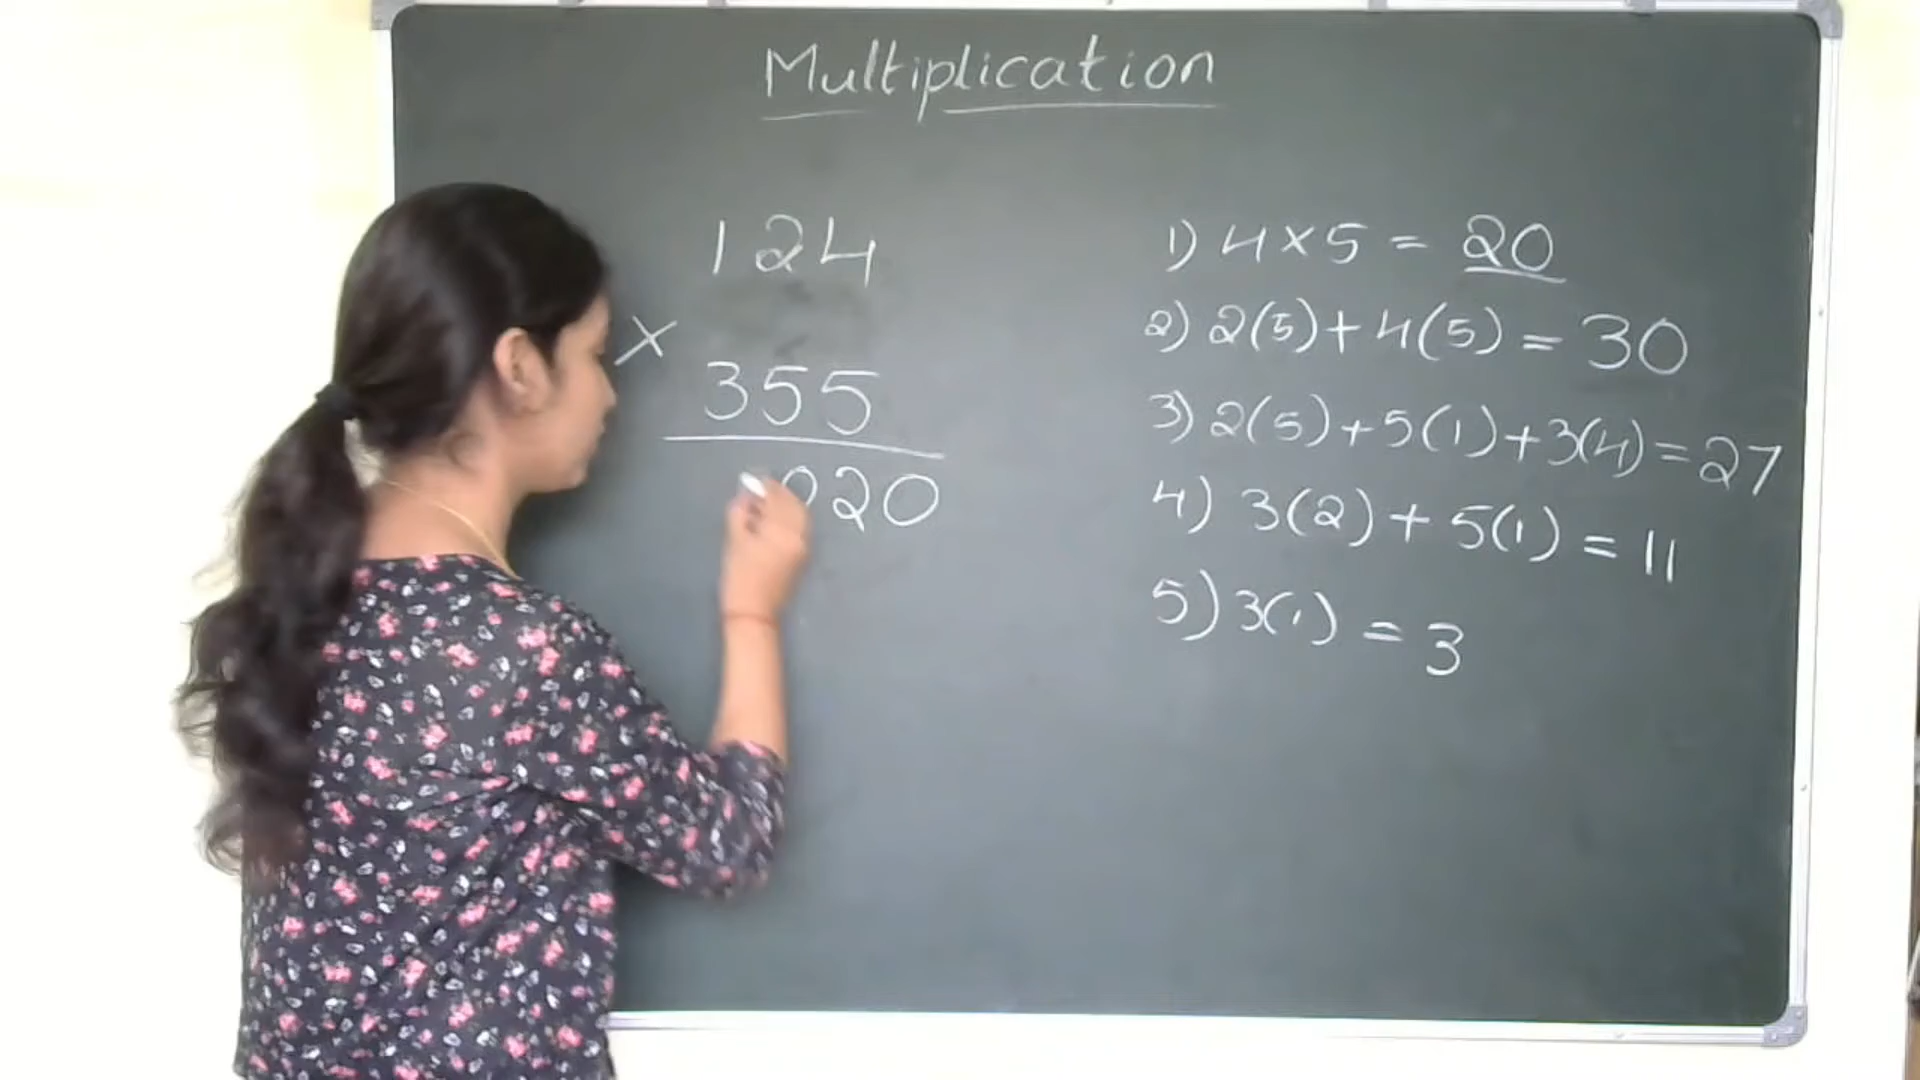 Multiplication
124
×
355
020
1) 4×5 = 20
2) 2(5)+4(5) = 30
3) 2(5)+5(1)+3(4)=27
4) 3(2)+5(1) = 11
5) 3(1) = 3